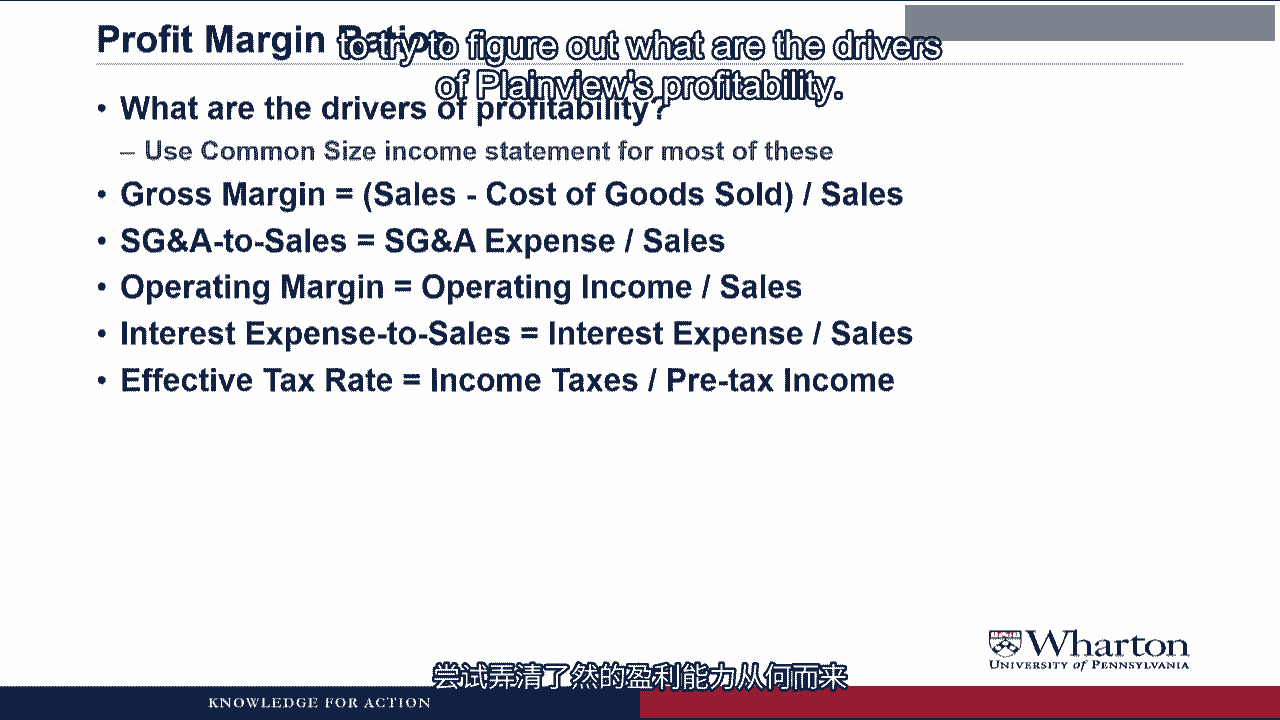 Profit Margin Ratios
to try to figure out what are the drivers
of Plainview's profitability.
• What are the drivers of profitability?
– Use Common Size income statement for most of these
• Gross Margin = (Sales - Cost of Goods Sold) / Sales
• SG&A-to-Sales = SG&A Expense / Sales
• Operating Margin = Operating Income / Sales
• Interest Expense-to-Sales = Interest Expense / Sales
• Effective Tax Rate = Income Taxes / Pre-tax Income
Wharton
UNIVERSITY of PENNSYLVANIA
尝试弄清了然的盈利能力从何而来
KNOWLEDGE FOR ACTION